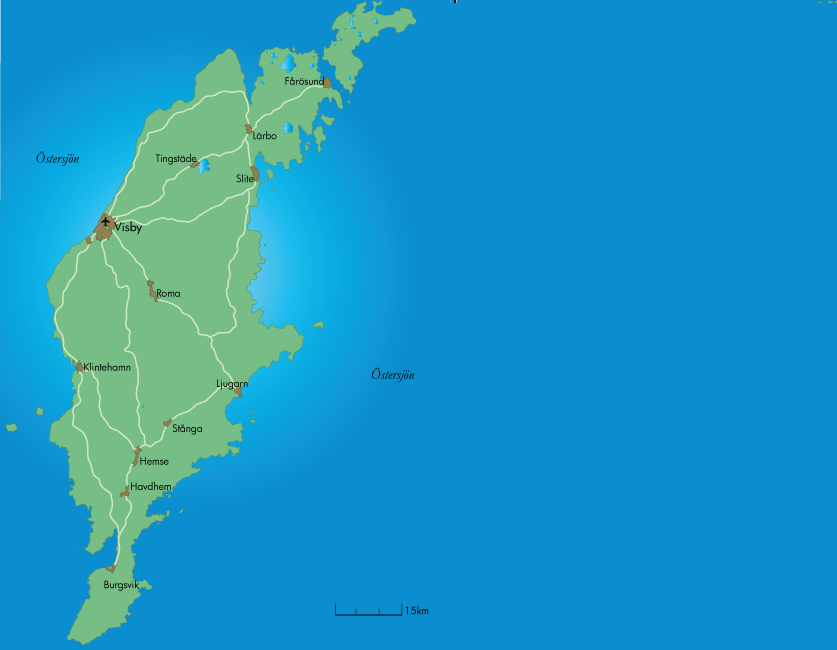 Fårösund
Lärbo
Östersjön
Tingstäde
Slite
Visby
Roma
Klintehamn
Östersjön
Ljugarn
Stånga
Hemse
Havdhem
Burgsvik
15km